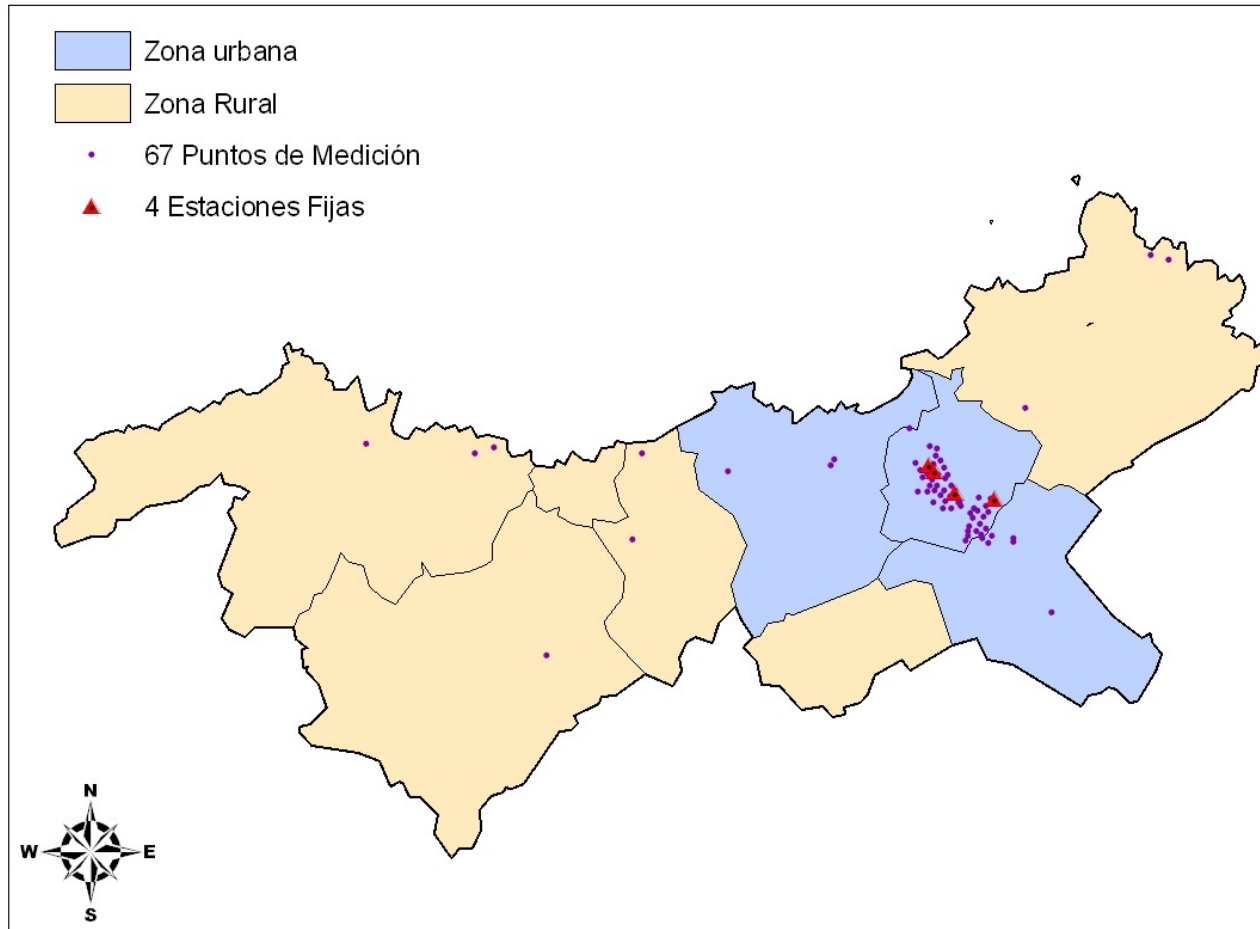 Zona urbana
Zona Rural
67 Puntos de Medición
4 Estaciones Fijas
N
W E
S